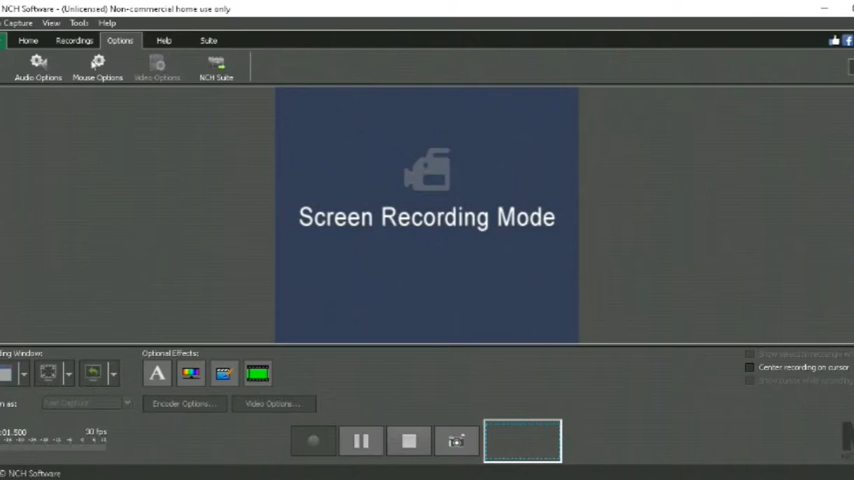 NCH Software - (Unlicensed) Non-commercial home use only
Capture View Tools Help
Home Recordings Options Help Suite
Audio Options Mouse Options Video Options NCH Suite
Screen Recording Mode
Optional Effects:
A
Center recording on cursor
Encoder Options... Video Options...
30 fps
© NCH Software